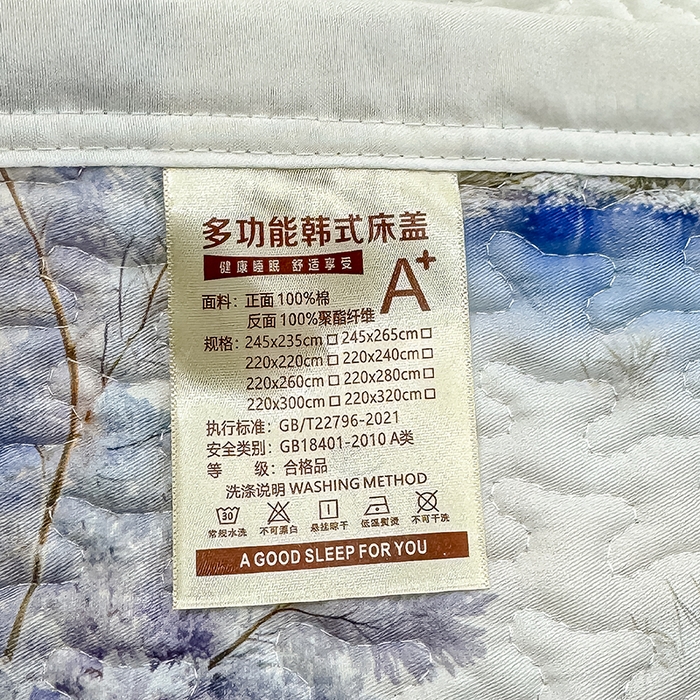 多功能韩式床盖
健康睡眠 舒适享受
A+
面料：正面100%棉
反面100%聚酯纤维
规格：245x235cm□ 245x265cm□
220x220cm□ 220x240cm□
220x260cm□ 220x280cm□
220x300cm□ 220x320cm□
执行标准：GB/T22796-2021
安全类别：GB18401-2010 A类
等 级：合格品
洗涤说明 WASHING METHOD
30
常规水洗 不可漂白 悬挂晾干 低温熨烫 不可干洗
A GOOD SLEEP FOR YOU